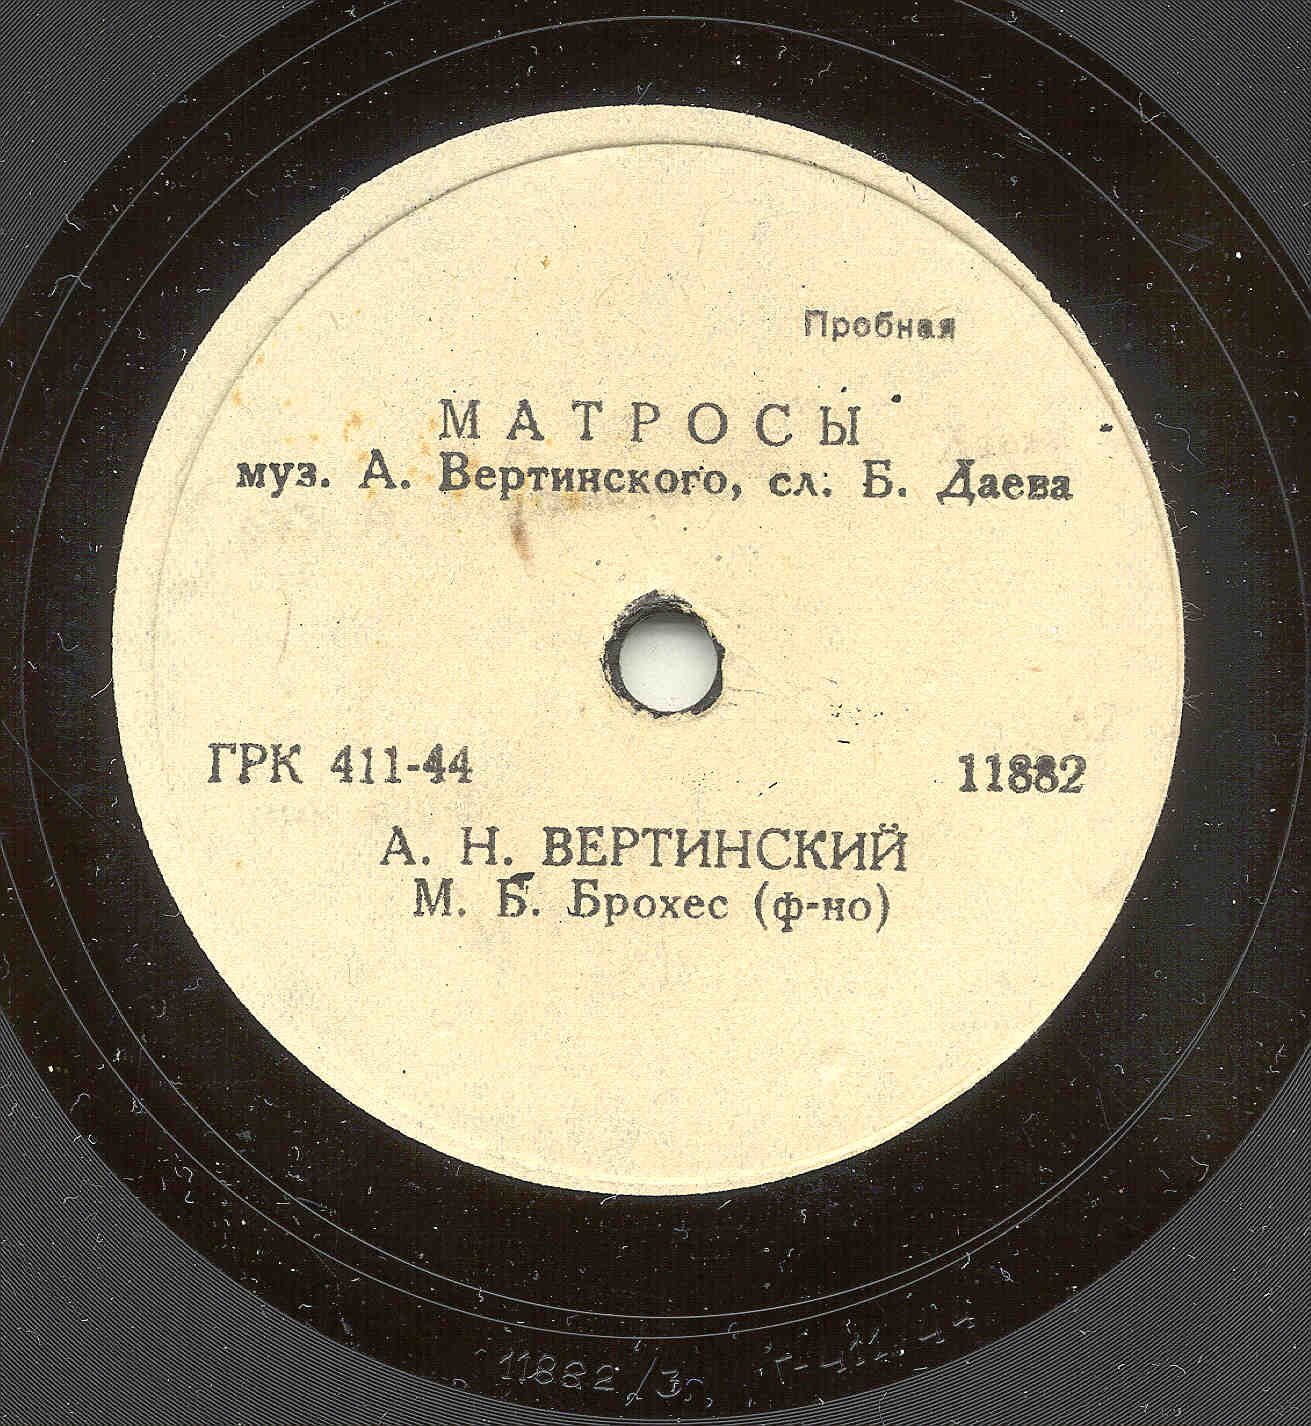 Пробная
МАТРОСЫ
муз. А. Вертинского, сл. Б. Даева
ГРК 411-44
11882
А. Н. ВЕРТИНСКИЙ
М. Б. Брохес (ф-но)
11882/3